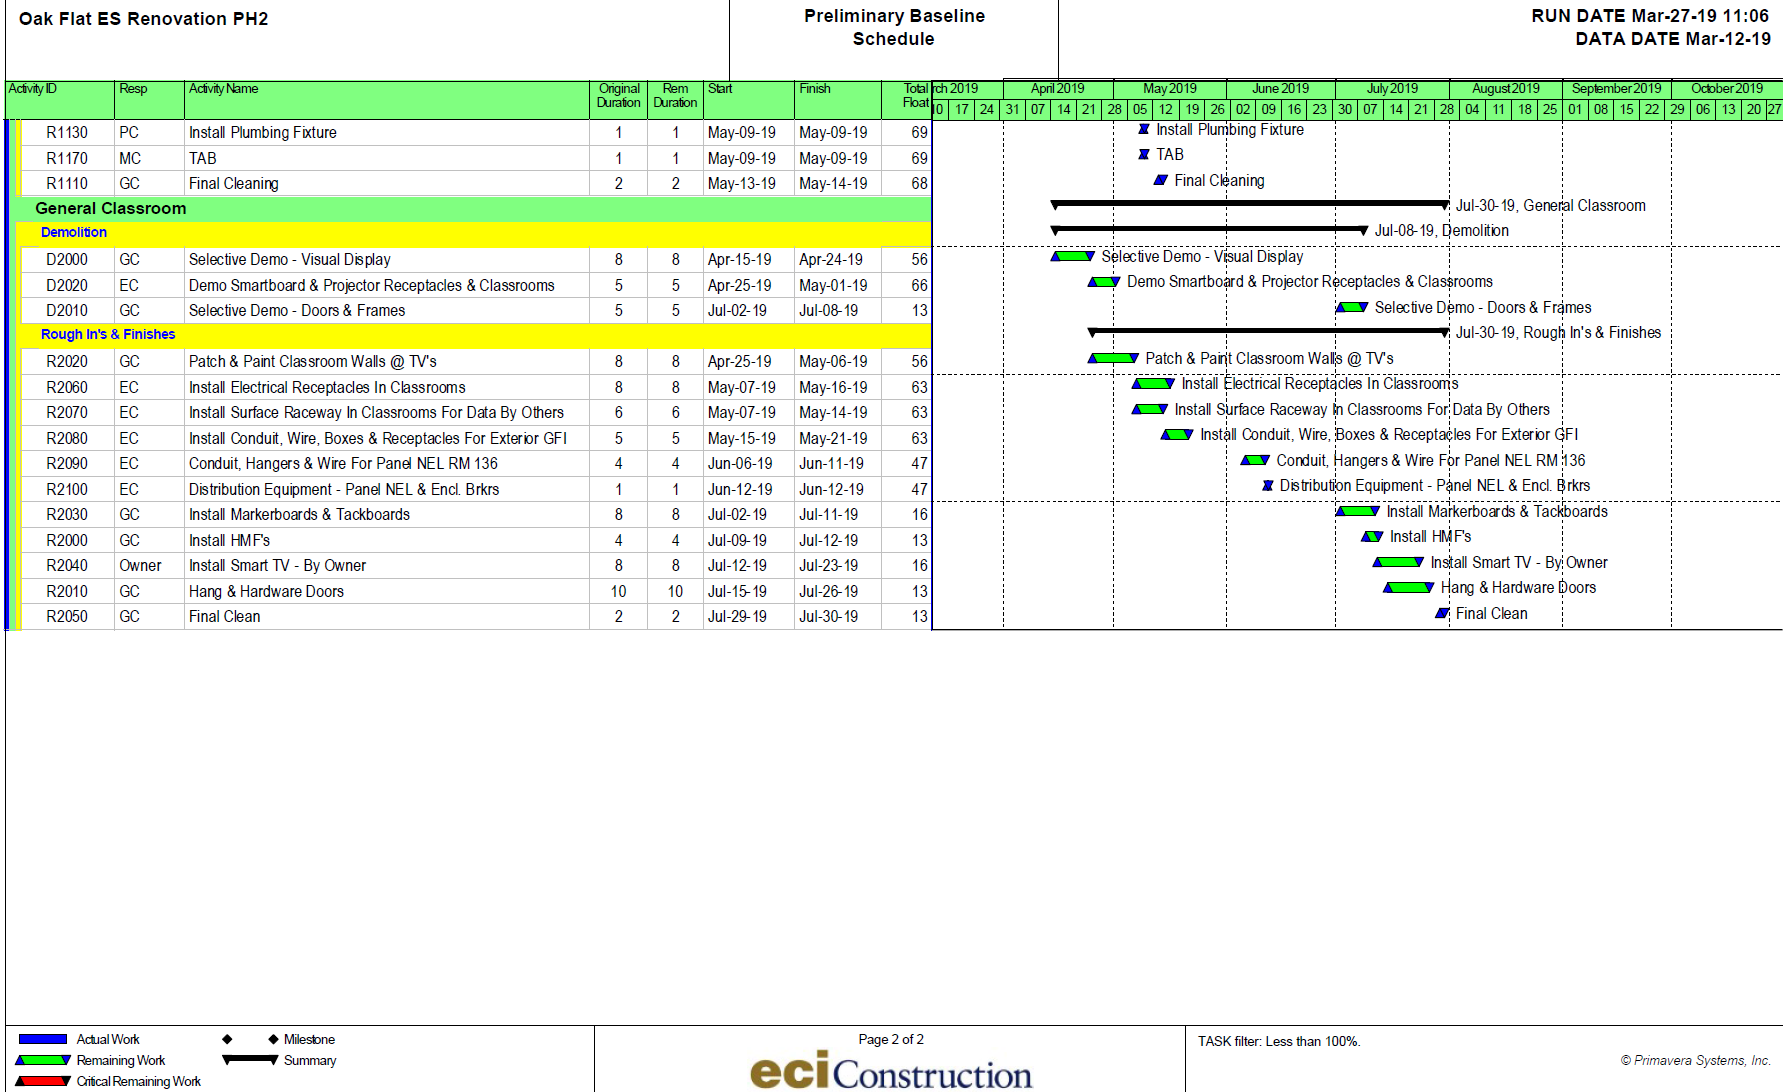 Oak Flat ES Renovation PH2
Preliminary Baseline
Schedule
RUN DATE Mar-27-19 11:06
DATA DATE Mar-12-19
Activity ID Resp Activity Name Original Duration Rem Duration Start Finish Total Float
rch 2019 April 2019 May 2019 June 2019 July 2019 August 2019 September 2019 October 2019
10 17 24 31 07 14 21 28 05 12 19 26 02 09 16 23 30 07 14 21 28 04 11 18 25 01 08 15 22 29 06 13 20 27
R1130 PC Install Plumbing Fixture 1 1 May-09-19 May-09-19 69 Install Plumbing Fixture
R1170 MC TAB 1 1 May-09-19 May-09-19 69 TAB
R1110 GC Final Cleaning 2 2 May-13-19 May-14-19 68 Final Cleaning
General Classroom Jul-30-19, General Classroom
Demolition Jul-08-19, Demolition
D2000 GC Selective Demo - Visual Display 8 8 Apr-15-19 Apr-24-19 56 Selective Demo - Visual Display
D2020 EC Demo Smartboard & Projector Receptacles & Classrooms 5 5 Apr-25-19 May-01-19 66 Demo Smartboard & Projector Receptacles & Classrooms
D2010 GC Selective Demo - Doors & Frames 5 5 Jul-02-19 Jul-08-19 13 Selective Demo - Doors & Frames
Rough In's & Finishes Jul-30-19, Rough In's & Finishes
R2020 GC Patch & Paint Classroom Walls @ TV's 8 8 Apr-25-19 May-06-19 56 Patch & Paint Classroom Walls @ TV's
R2060 EC Install Electrical Receptacles In Classrooms 8 8 May-07-19 May-16-19 63 Install Electrical Receptacles In Classrooms
R2070 EC Install Surface Raceway In Classrooms For Data By Others 6 6 May-07-19 May-14-19 63 Install Surface Raceway In Classrooms For Data By Others
R2080 EC Install Conduit, Wire, Boxes & Receptacles For Exterior GFI 5 5 May-15-19 May-21-19 63 Install Conduit, Wire, Boxes & Receptacles For Exterior GFI
R2090 EC Conduit, Hangers & Wire For Panel NEL RM 136 4 4 Jun-06-19 Jun-11-19 47 Conduit, Hangers & Wire For Panel NEL RM 136
R2100 EC Distribution Equipment - Panel NEL & Encl. Brkrs 1 1 Jun-12-19 Jun-12-19 47 Distribution Equipment - Panel NEL & Encl. Brkrs
R2030 GC Install Markerboards & Tackboards 8 8 Jul-02-19 Jul-11-19 16 Install Markerboards & Tackboards
R2000 GC Install HMF's 4 4 Jul-09-19 Jul-12-19 13 Install HMF's
R2040 Owner Install Smart TV - By Owner 8 8 Jul-12-19 Jul-23-19 16 Install Smart TV - By Owner
R2010 GC Hang & Hardware Doors 10 10 Jul-15-19 Jul-26-19 13 Hang & Hardware Doors
R2050 GC Final Clean 2 2 Jul-29-19 Jul-30-19 13 Final Clean
Actual Work Milestone
Remaining Work Summary
Critical Remaining Work
Page 2 of 2
eci Construction
TASK filter: Less than 100%.
© Primavera Systems, Inc.